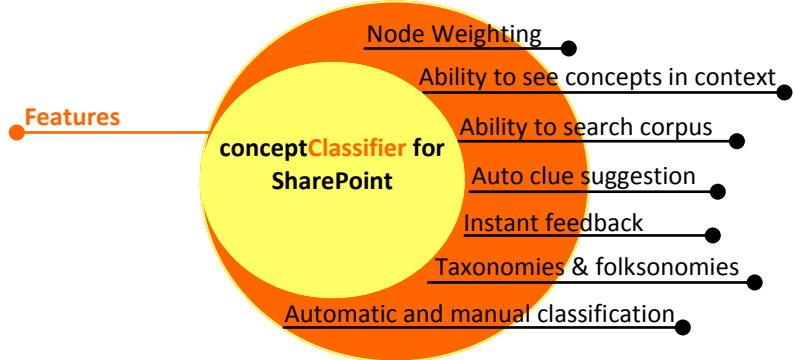 Node Weighting
Ability to see concepts in context
Features
Ability to search corpus
conceptClassifier for
SharePoint
Auto clue suggestion
Instant feedback
Taxonomies & folksonomies
Automatic and manual classification